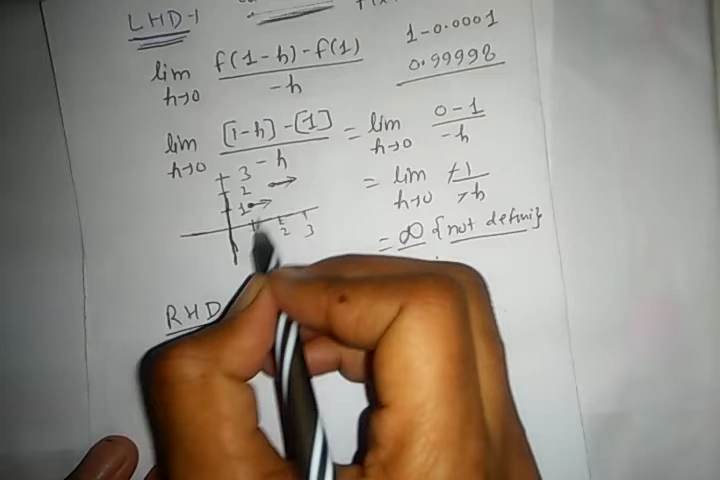 LHD-1
lim h→0 f(1-h)-f(1) / -h
1-0.0001
0.99998
lim h→0 [1-h]-[1] / -h = lim h→0 0-1 / -h
= lim h→0 +1 / +h
= ∞ {not defini}
3
2
1
1 2 3
RHD